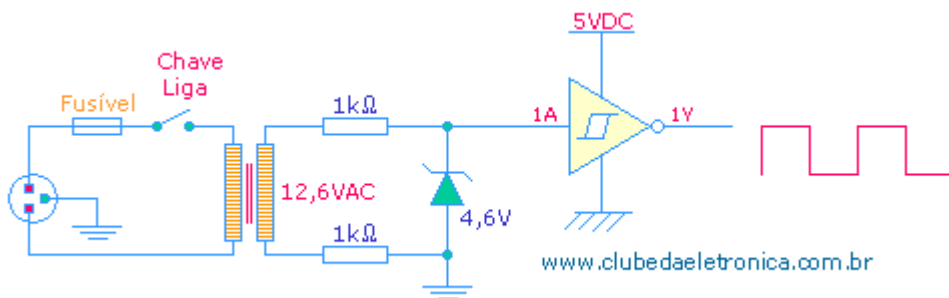 5VDC
Chave
Liga
Fusível
1kΩ
1A
1Y
12,6VAC
4,6V
1kΩ
www.clubedaeletronica.com.br